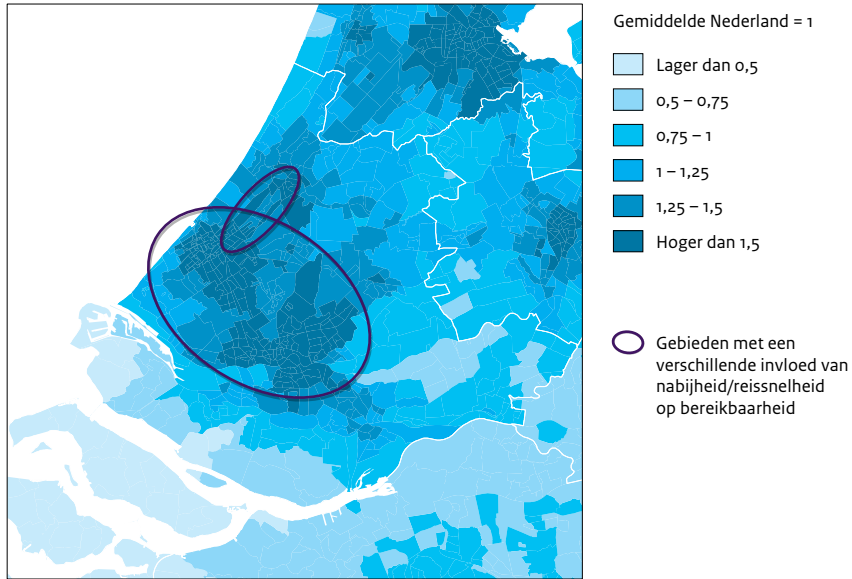 Gemiddelde Nederland = 1
Lager dan 0,5
0,5 – 0,75
0,75 – 1
1 – 1,25
1,25 – 1,5
Hoger dan 1,5
Gebieden met een
verschillende invloed van
nabijheid/reissnelheid
op bereikbaarheid